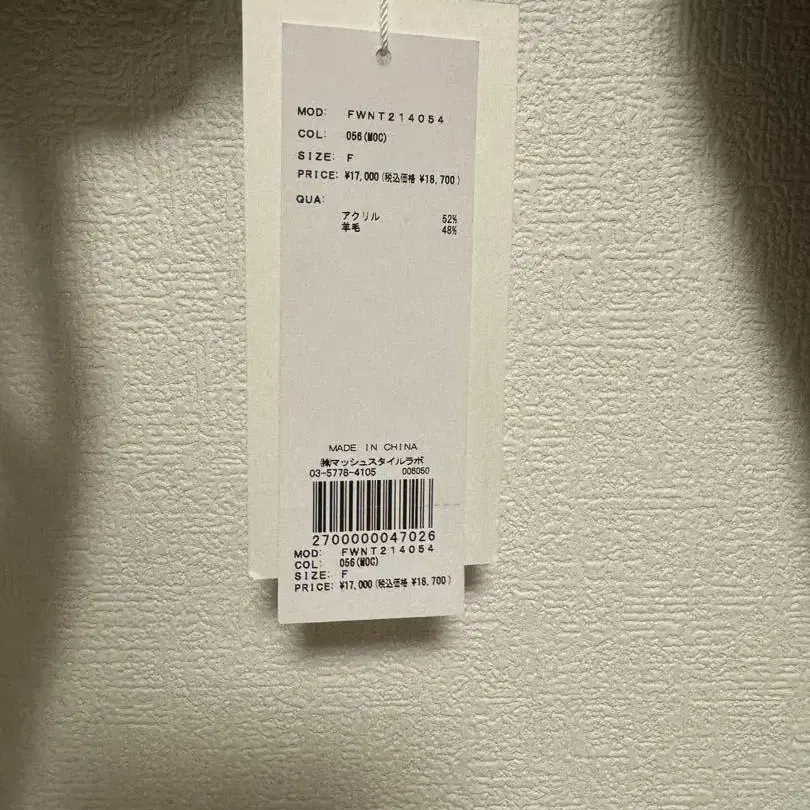 MOD: FWNT214054
COL: 056(MOC)
SIZE: F
PRICE: ¥17,000(税込価格 ¥18,700)
QUA:
アクリル 52%
羊毛 48%
MADE IN CHINA
㈱マッシュスタイルラボ
03-5778-4105 006050
2700000047026
MOD: FWNT214054
COL: 056(MOC)
SIZE: F
PRICE: ¥17,000(税込価格 ¥18,700)